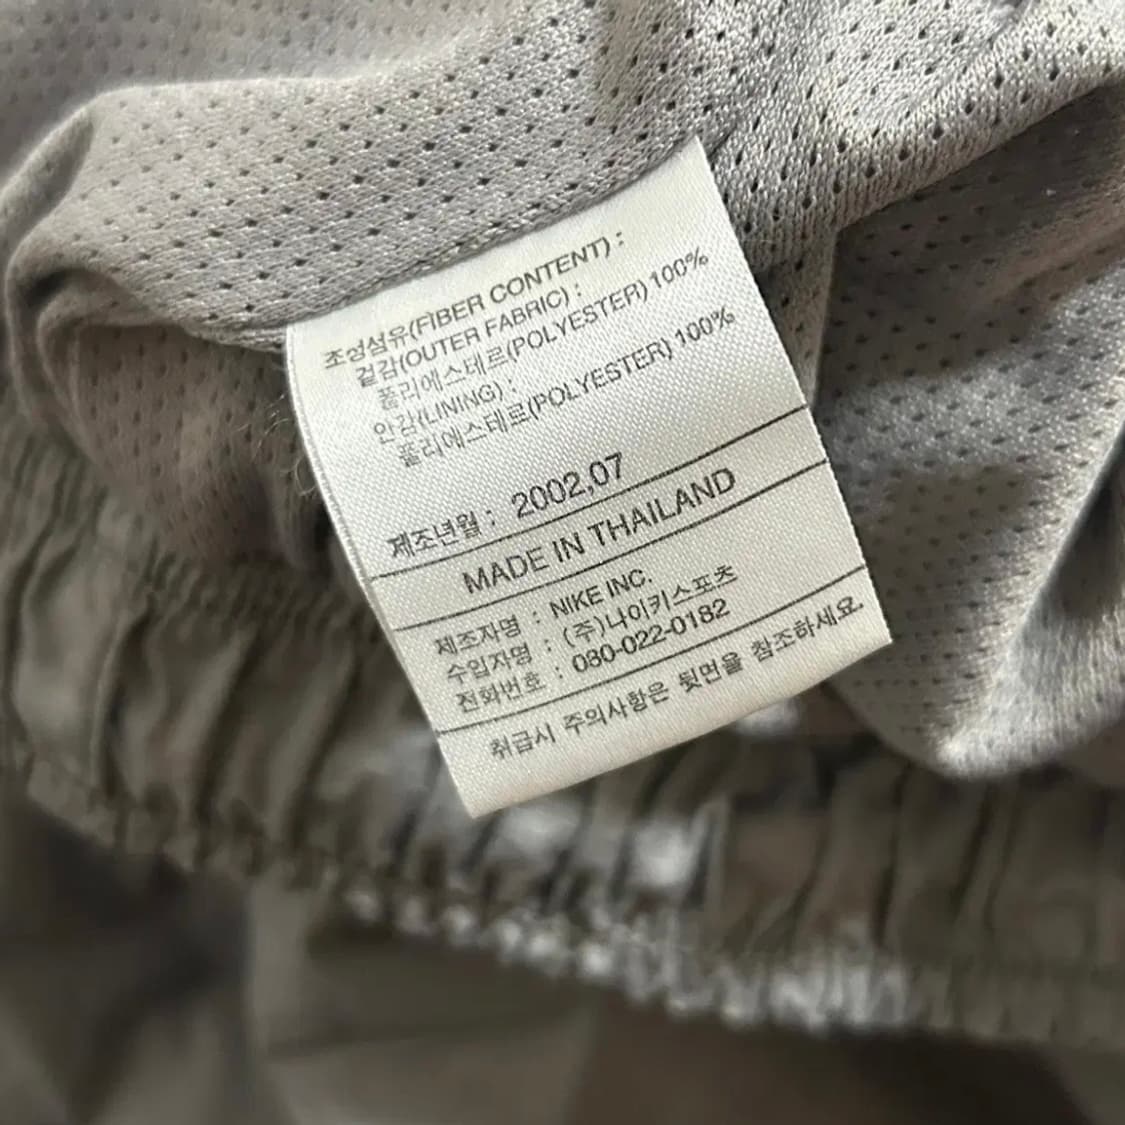 조성섬유(FIBER CONTENT) :
겉감(OUTER FABRIC) :
폴리에스테르(POLYESTER) 100%
안감(LINING) :
폴리에스테르(POLYESTER) 100%
제조년월 : 2002,07
MADE IN THAILAND
제조자명 : NIKE INC.
수입자명 : (주)나이키스포츠
전화번호 : 080-022-0182
취급시 주의사항은 뒷면을 참조하세요.